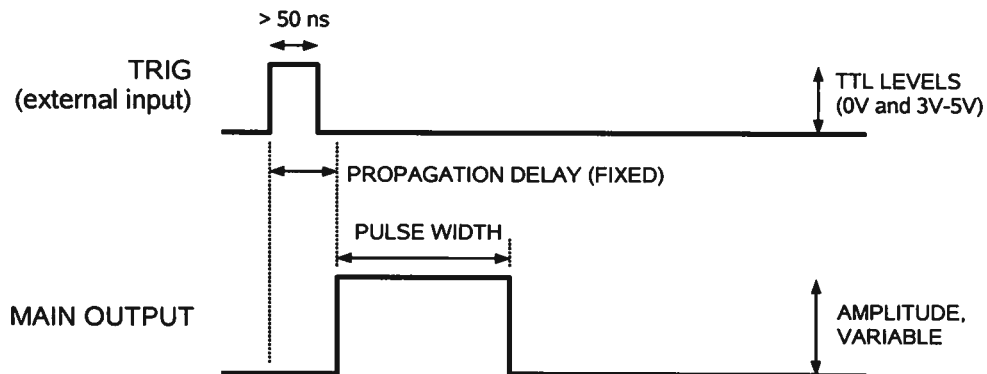 > 50 ns
TRIG
(external input)
TTL LEVELS
(0V and 3V-5V)
PROPAGATION DELAY (FIXED)
PULSE WIDTH
MAIN OUTPUT
AMPLITUDE,
VARIABLE